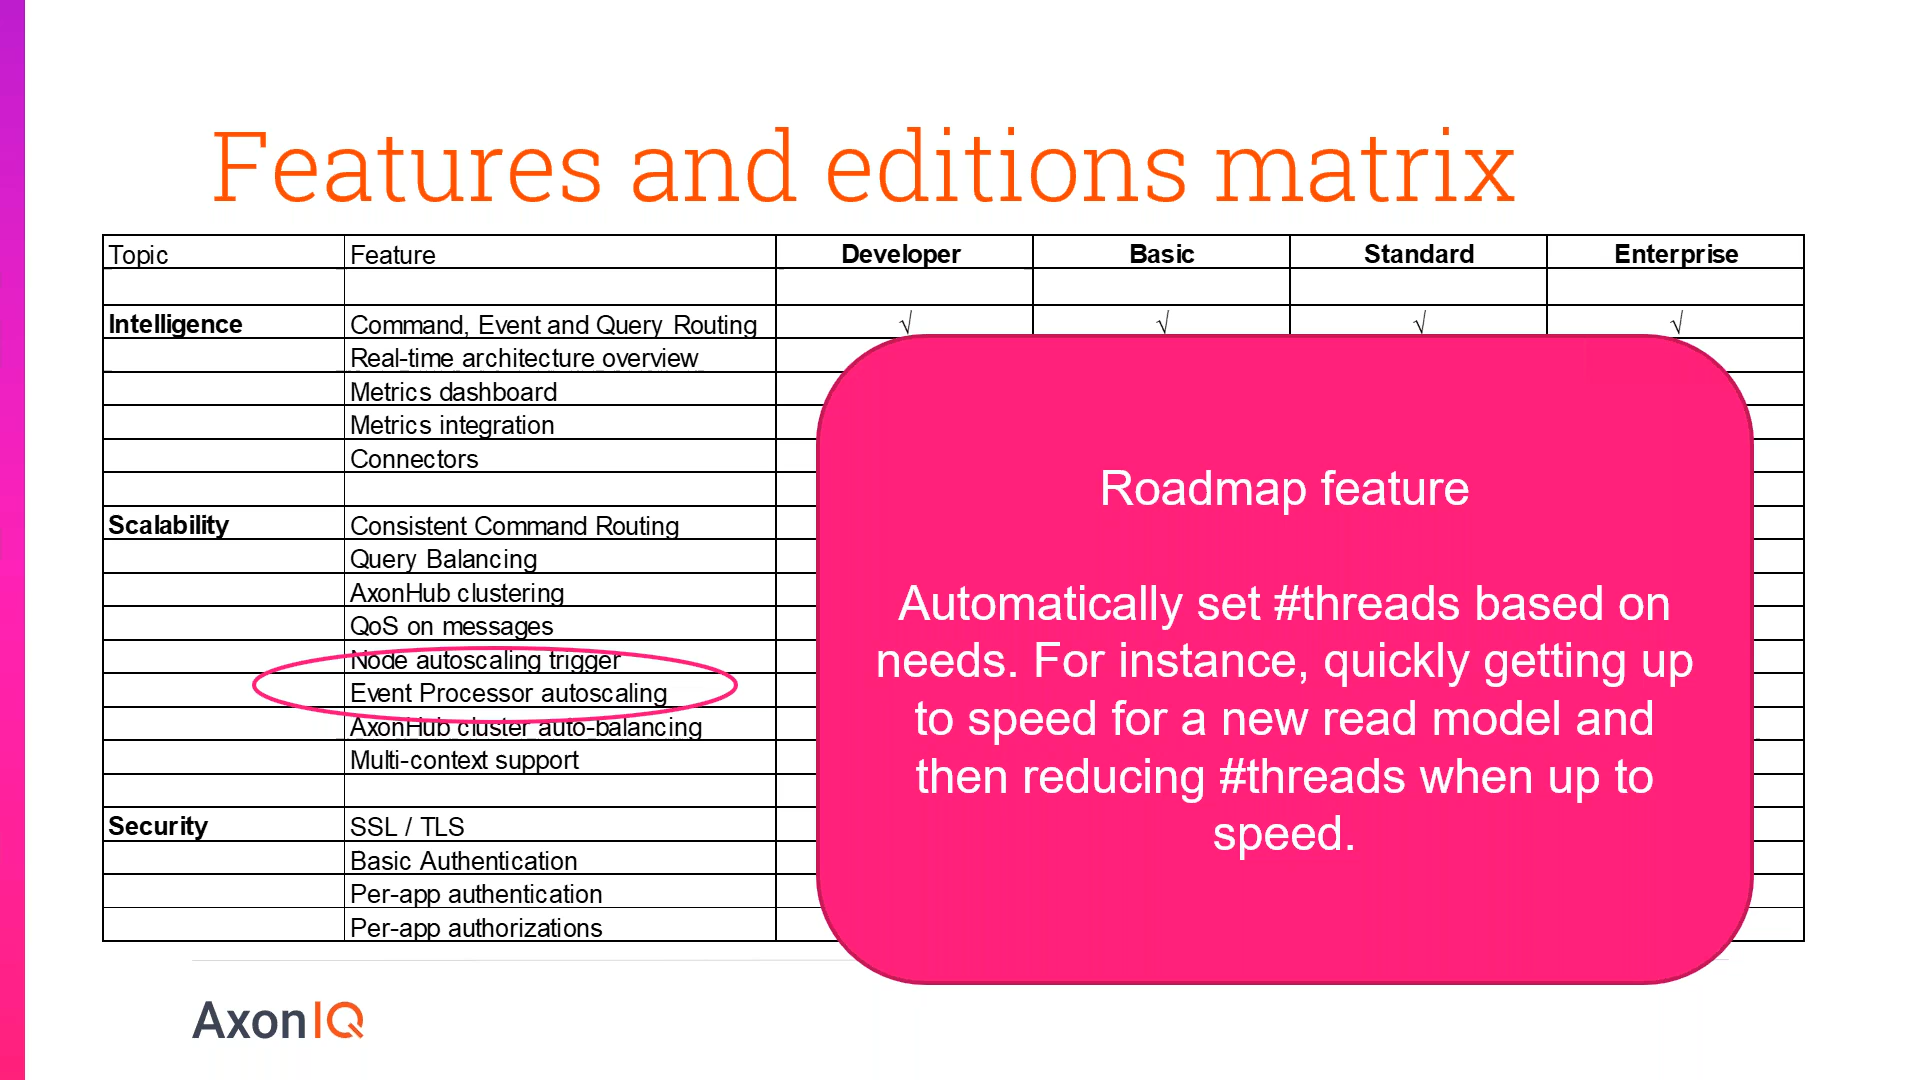 Features and editions matrix
Topic Feature Developer Basic Standard Enterprise
Intelligence Command, Event and Query Routing √ √ √ √
Real-time architecture overview
Metrics dashboard
Metrics integration
Connectors
Scalability Consistent Command Routing
Query Balancing
AxonHub clustering
QoS on messages
Node autoscaling trigger
Event Processor autoscaling
AxonHub cluster auto-balancing
Multi-context support
Security SSL / TLS
Basic Authentication
Per-app authentication
Per-app authorizations
Roadmap feature
Automatically set #threads based on
needs. For instance, quickly getting up
to speed for a new read model and
then reducing #threads when up to
speed.
AxonIQ